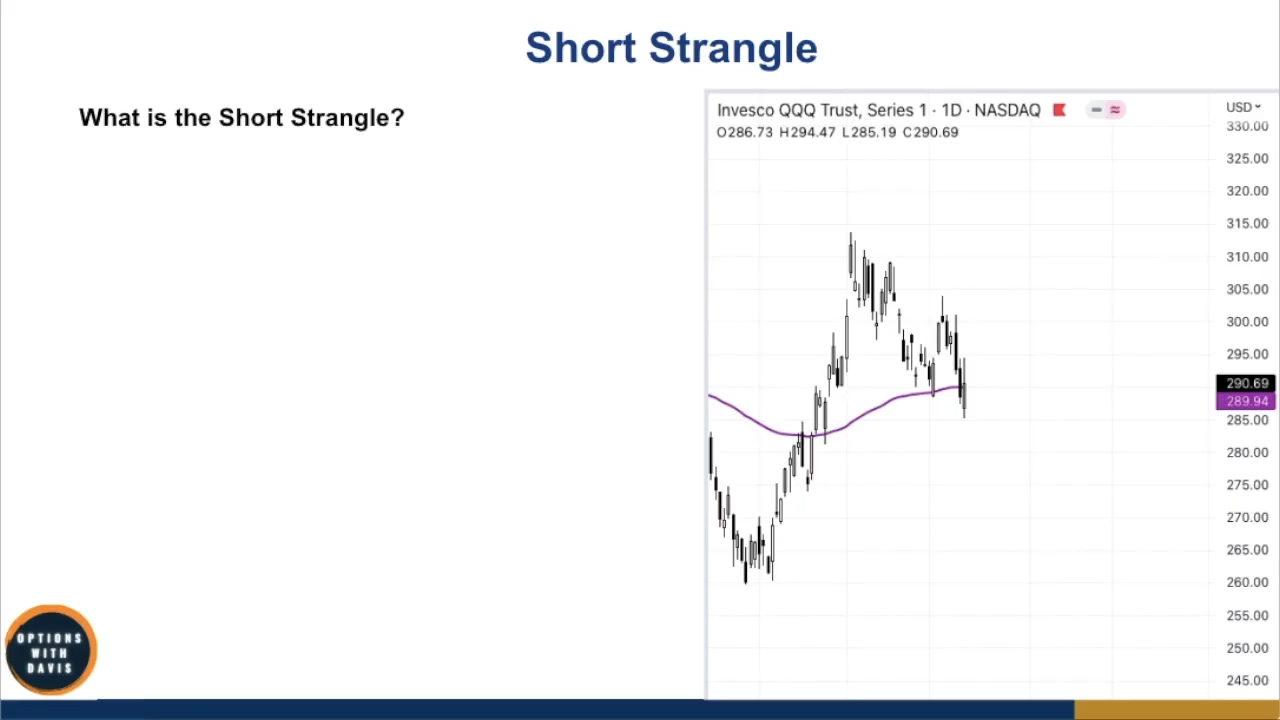 Short Strangle
What is the Short Strangle?
Invesco QQQ Trust, Series 1 · 1D · NASDAQ
O286.73 H294.47 L285.19 C290.69
USD
330.00
325.00
320.00
315.00
310.00
305.00
300.00
295.00
290.69
289.94
285.00
280.00
275.00
270.00
265.00
260.00
255.00
250.00
245.00
OPTIONS
WITH
DAVIS